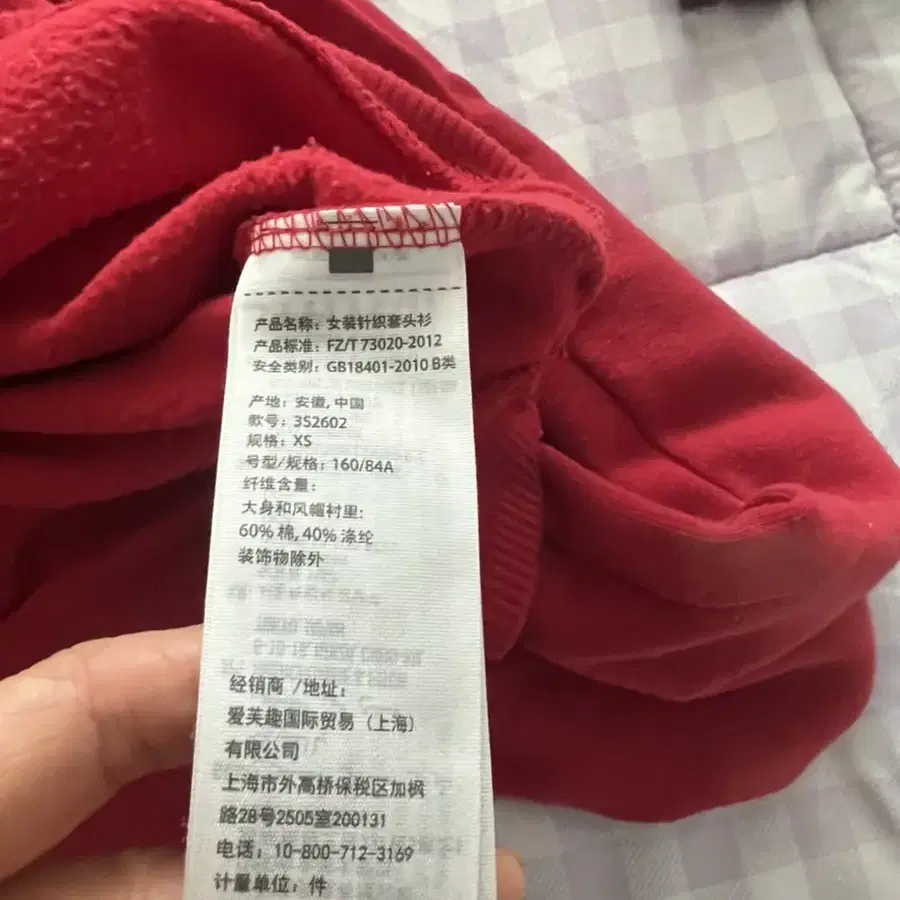 产品名称：女装针织套头衫
产品标准：FZ/T 73020-2012
安全类别：GB18401-2010 B类
产地：安徽, 中国
款号：352602
规格：XS
号型/规格：160/84A
纤维含量：
大身和风帽衬里：
60% 棉, 40% 涤纶
装饰物除外
经销商 /地址：
爱芙趣国际贸易（上海）
有限公司
上海市外高桥保税区加枫
路28号2505室200131
电话：10-800-712-3169
计量单位：件